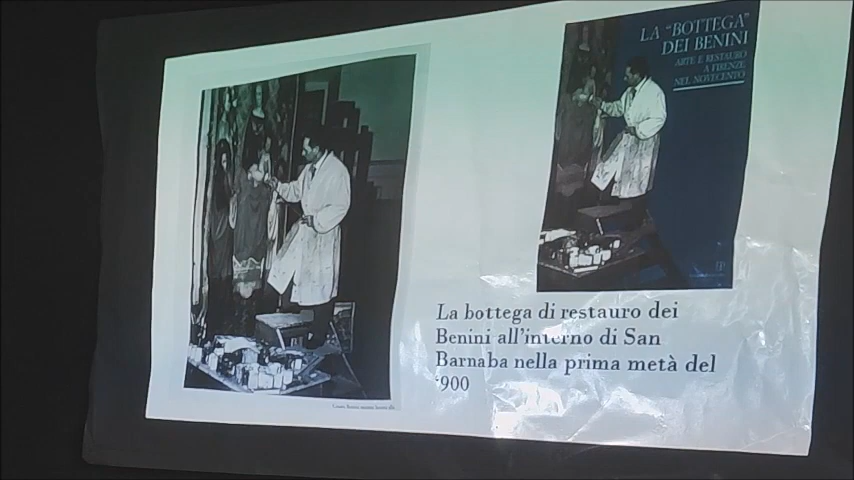 LA "BOTTEGA"
DEI BENINI
ARTE E RESTAURO
A FIRENZE
NEL NOVECENTO
La bottega di restauro dei
Benini all'interno di San
Barnaba nella prima metà del
'900